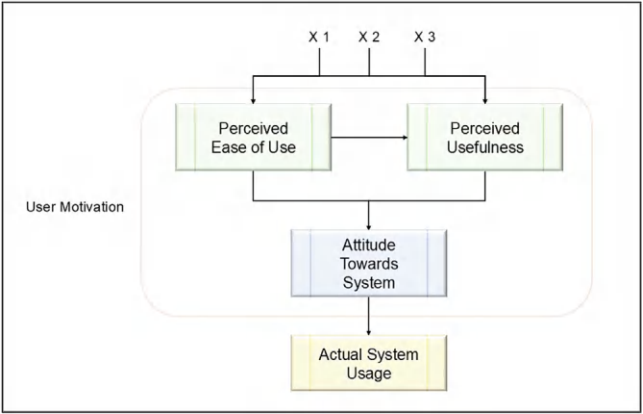 X 1 X 2 X 3
Perceived
Ease of Use
Perceived
Usefulness
User Motivation
Attitude
Towards
System
Actual System
Usage